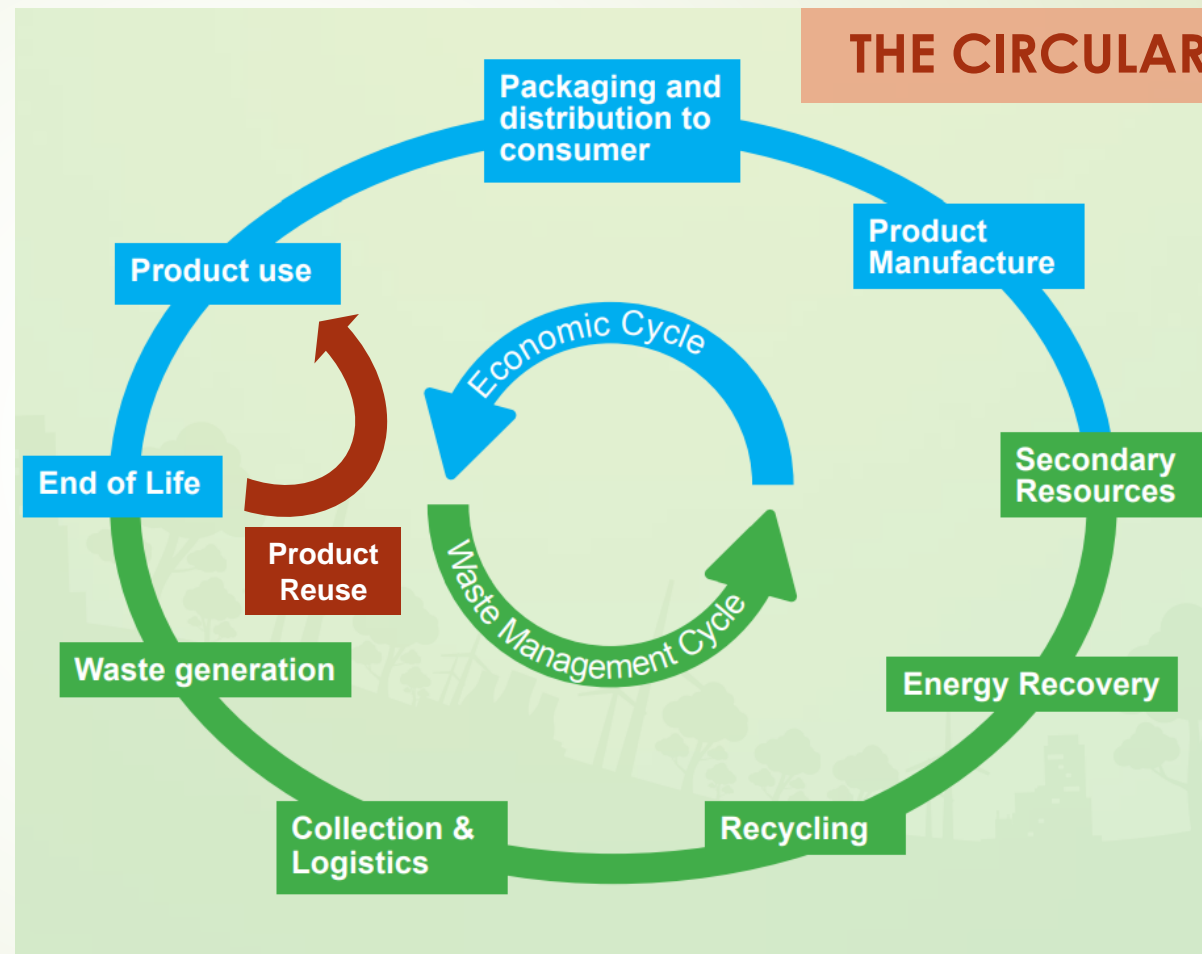 THE CIRCULAR
Packaging and
distribution to
consumer
Product
Manufacture
Product use
Economic Cycle
Secondary
Resources
End of Life
Product
Reuse
Waste Management Cycle
Waste generation
Energy Recovery
Collection &
Logistics
Recycling